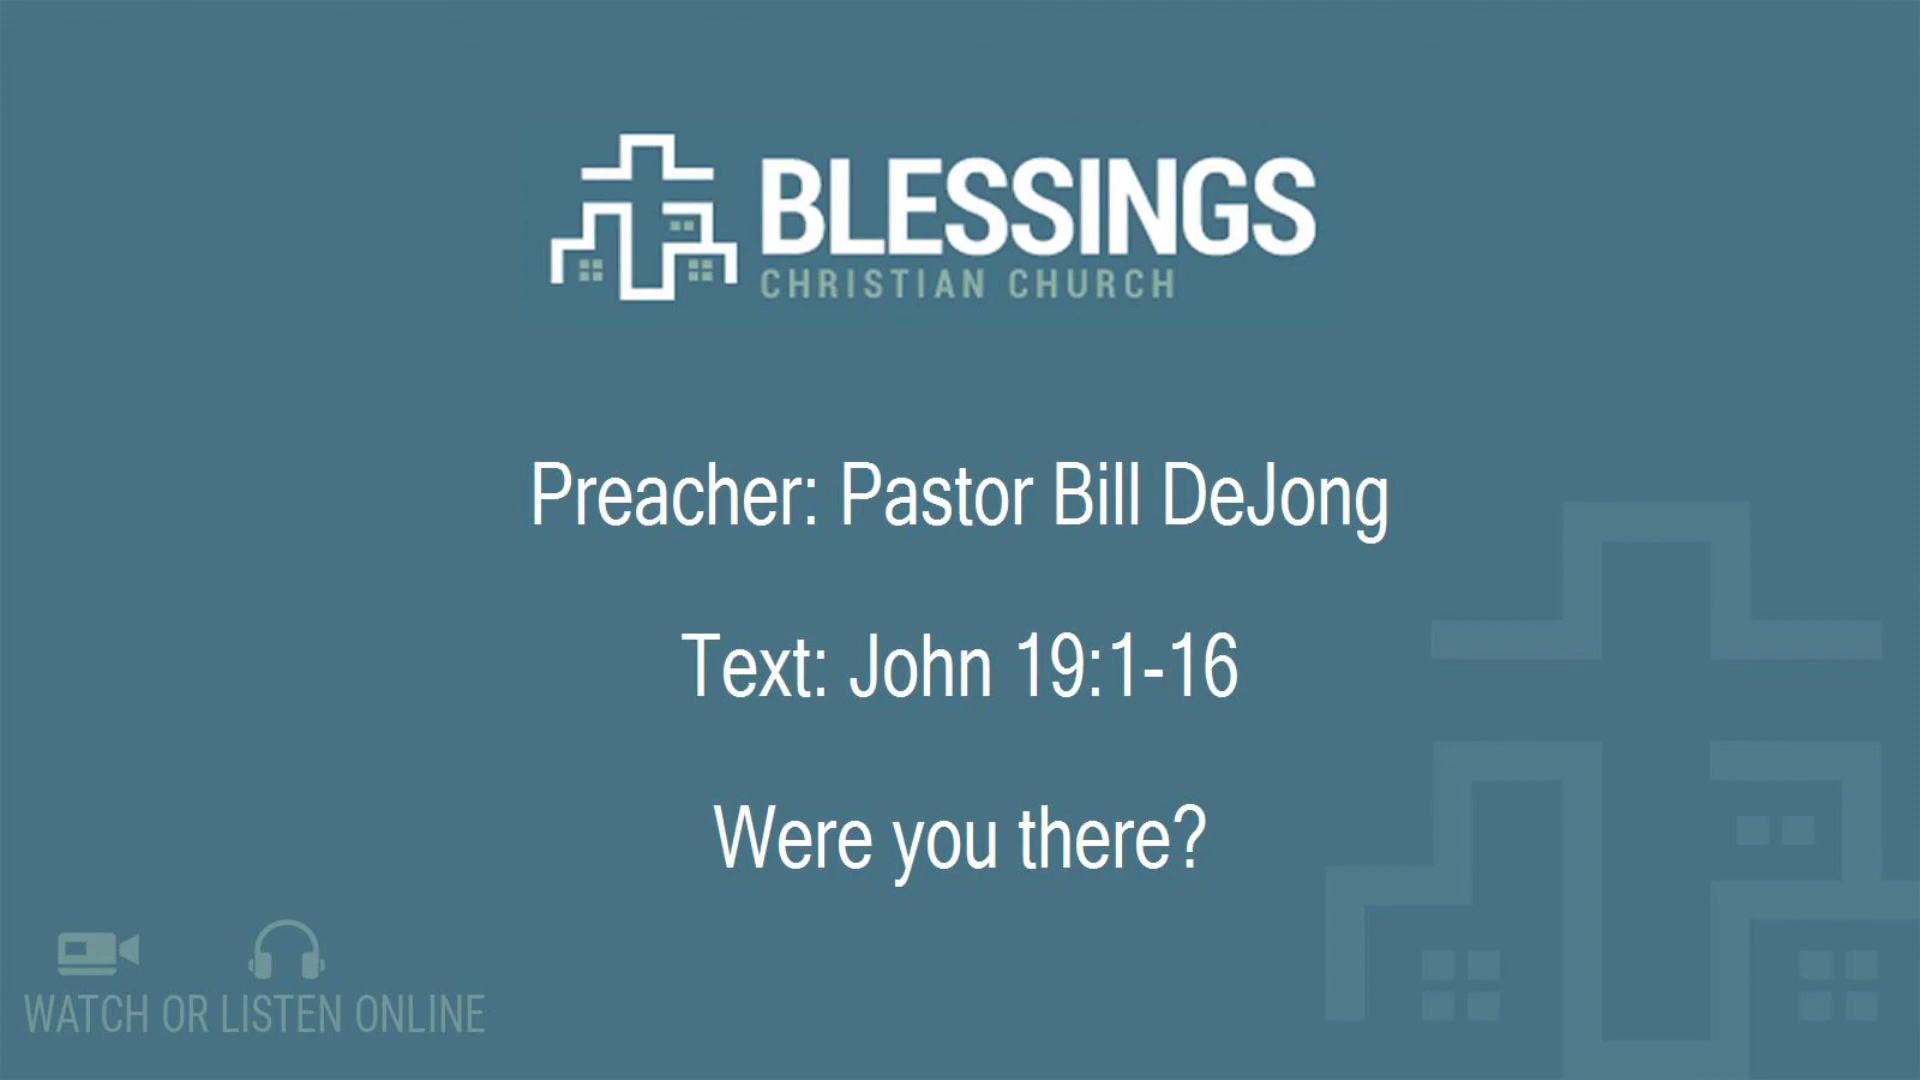 BLESSINGS
CHRISTIAN CHURCH
Preacher: Pastor Bill DeJong
Text: John 19:1-16
Were you there?
WATCH OR LISTEN ONLINE